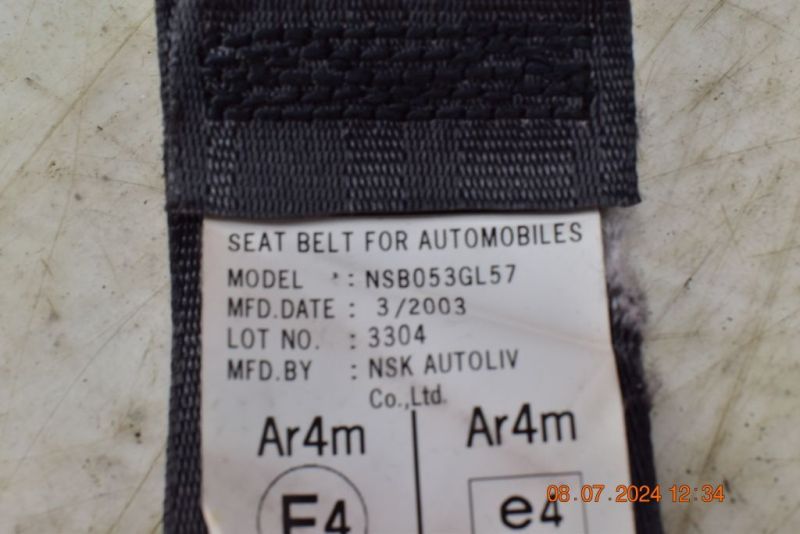 SEAT BELT FOR AUTOMOBILES
MODEL : NSB053GL57
MFD.DATE : 3/2003
LOT NO. : 3304
MFD.BY : NSK AUTOLIV
Co.,Ltd.
Ar4m Ar4m
E4 e4
08.07.2024 12:34